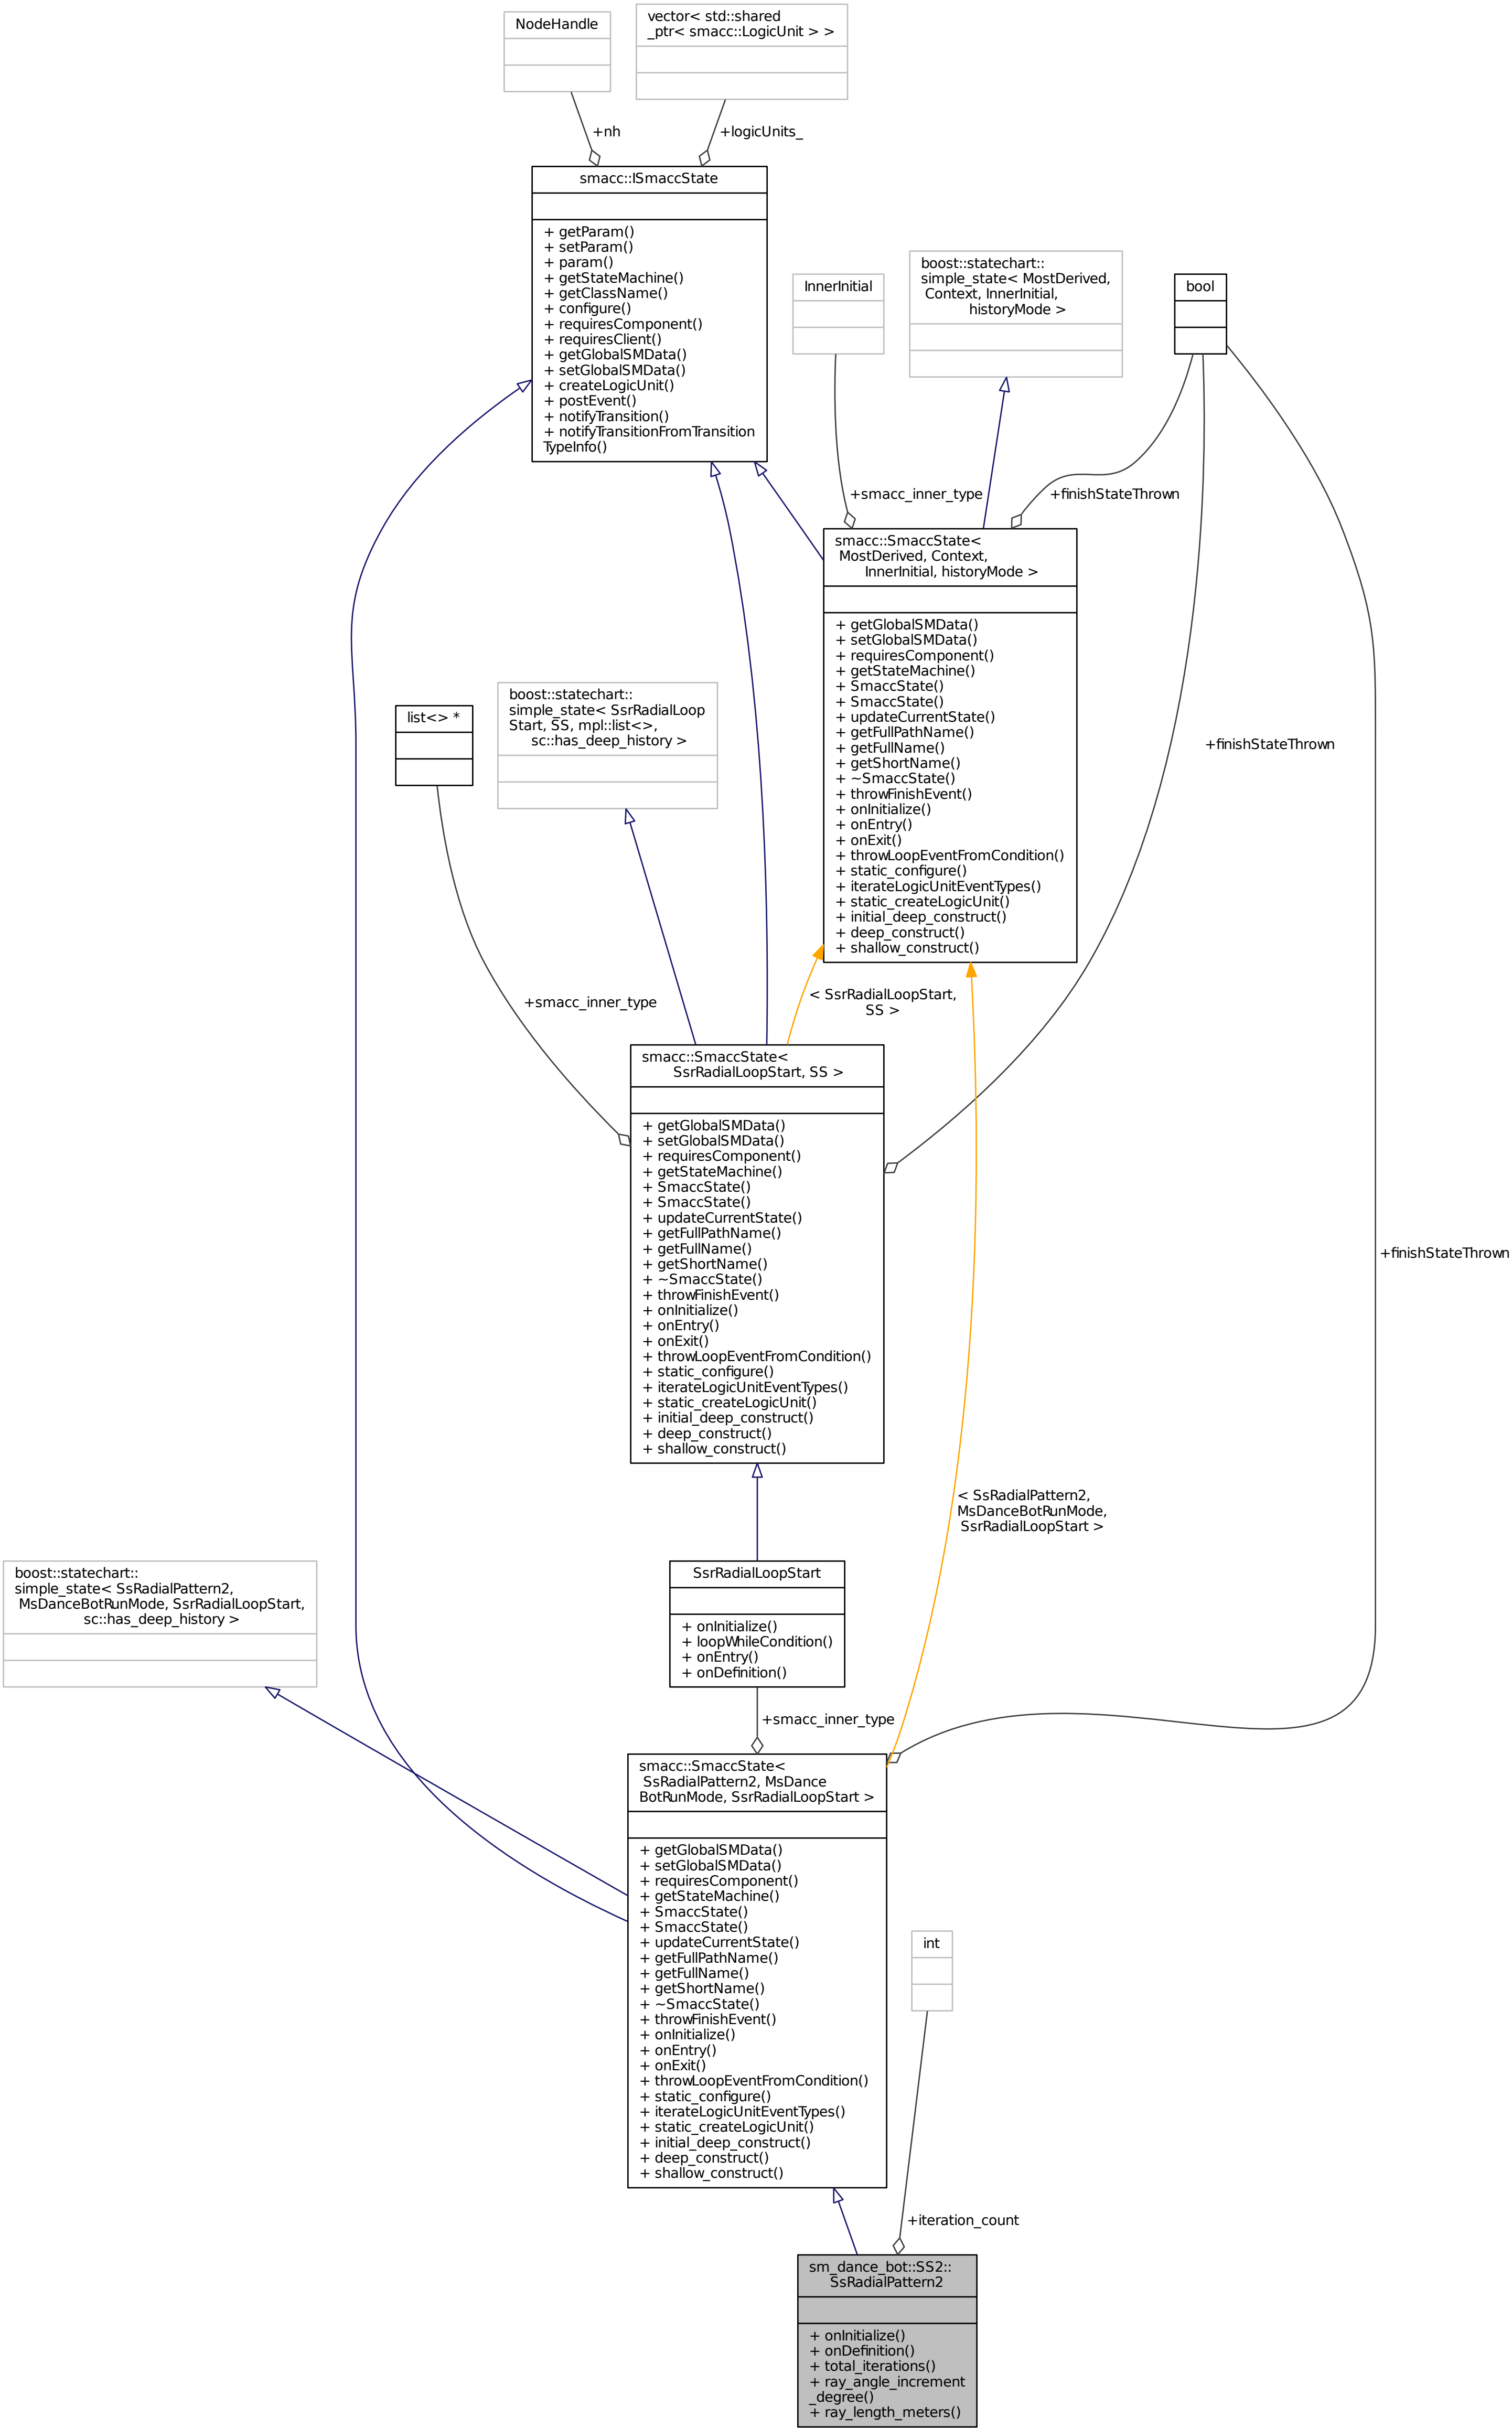 NodeHandle
vector< std::shared
_ptr< smacc::LogicUnit > >
+nh
+logicUnits_
smacc::ISmaccState
+ getParam()
+ setParam()
+ param()
+ getStateMachine()
+ getClassName()
+ configure()
+ requiresComponent()
+ requiresClient()
+ getGlobalSMData()
+ setGlobalSMData()
+ createLogicUnit()
+ postEvent()
+ notifyTransition()
+ notifyTransitionFromTransition
TypeInfo()
InnerInitial
boost::statechart::
simple_state< MostDerived,
Context, InnerInitial,
historyMode >
bool
+smacc_inner_type
+finishStateThrown
smacc::SmaccState<
MostDerived, Context,
InnerInitial, historyMode >
+ getGlobalSMData()
+ setGlobalSMData()
+ requiresComponent()
+ getStateMachine()
+ SmaccState()
+ SmaccState()
+ updateCurrentState()
+ getFullPathName()
+ getFullName()
+ getShortName()
+ ~SmaccState()
+ throwFinishEvent()
+ onInitialize()
+ onEntry()
+ onExit()
+ throwLoopEventFromCondition()
+ static_configure()
+ iterateLogicUnitEventTypes()
+ static_createLogicUnit()
+ initial_deep_construct()
+ deep_construct()
+ shallow_construct()
list<> *
boost::statechart::
simple_state< SsrRadialLoop
Start, SS, mpl::list<>,
sc::has_deep_history >
+finishStateThrown
+smacc_inner_type
< SsrRadialLoopStart,
SS >
smacc::SmaccState<
SsrRadialLoopStart, SS >
+ getGlobalSMData()
+ setGlobalSMData()
+ requiresComponent()
+ getStateMachine()
+ SmaccState()
+ SmaccState()
+ updateCurrentState()
+ getFullPathName()
+ getFullName()
+ getShortName()
+ ~SmaccState()
+ throwFinishEvent()
+ onInitialize()
+ onEntry()
+ onExit()
+ throwLoopEventFromCondition()
+ static_configure()
+ iterateLogicUnitEventTypes()
+ static_createLogicUnit()
+ initial_deep_construct()
+ deep_construct()
+ shallow_construct()
+finishStateThrown
< SsRadialPattern2,
MsDanceBotRunMode,
SsrRadialLoopStart >
boost::statechart::
simple_state< SsRadialPattern2,
MsDanceBotRunMode, SsrRadialLoopStart,
sc::has_deep_history >
SsrRadialLoopStart
+ onInitialize()
+ loopWhileCondition()
+ onEntry()
+ onDefinition()
+smacc_inner_type
smacc::SmaccState<
SsRadialPattern2, MsDance
BotRunMode, SsrRadialLoopStart >
+ getGlobalSMData()
+ setGlobalSMData()
+ requiresComponent()
+ getStateMachine()
+ SmaccState()
+ SmaccState()
+ updateCurrentState()
+ getFullPathName()
+ getFullName()
+ getShortName()
+ ~SmaccState()
+ throwFinishEvent()
+ onInitialize()
+ onEntry()
+ onExit()
+ throwLoopEventFromCondition()
+ static_configure()
+ iterateLogicUnitEventTypes()
+ static_createLogicUnit()
+ initial_deep_construct()
+ deep_construct()
+ shallow_construct()
int
+iteration_count
sm_dance_bot::SS2::
SsRadialPattern2
+ onInitialize()
+ onDefinition()
+ total_iterations()
+ ray_angle_increment
_degree()
+ ray_length_meters()